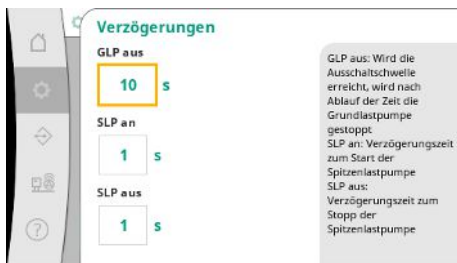 Verzögerungen
GLP aus
10 s
SLP an
1 s
SLP aus
1 s
GLP aus: Wird die
Ausschaltschwelle
erreicht, wird nach
Ablauf der Zeit die
Grundlastpumpe
gestoppt
SLP an: Verzögerungszeit
zum Start der
Spitzenlastpumpe
SLP aus:
Verzögerungszeit zum
Stopp der
Spitzenlastpumpe
?